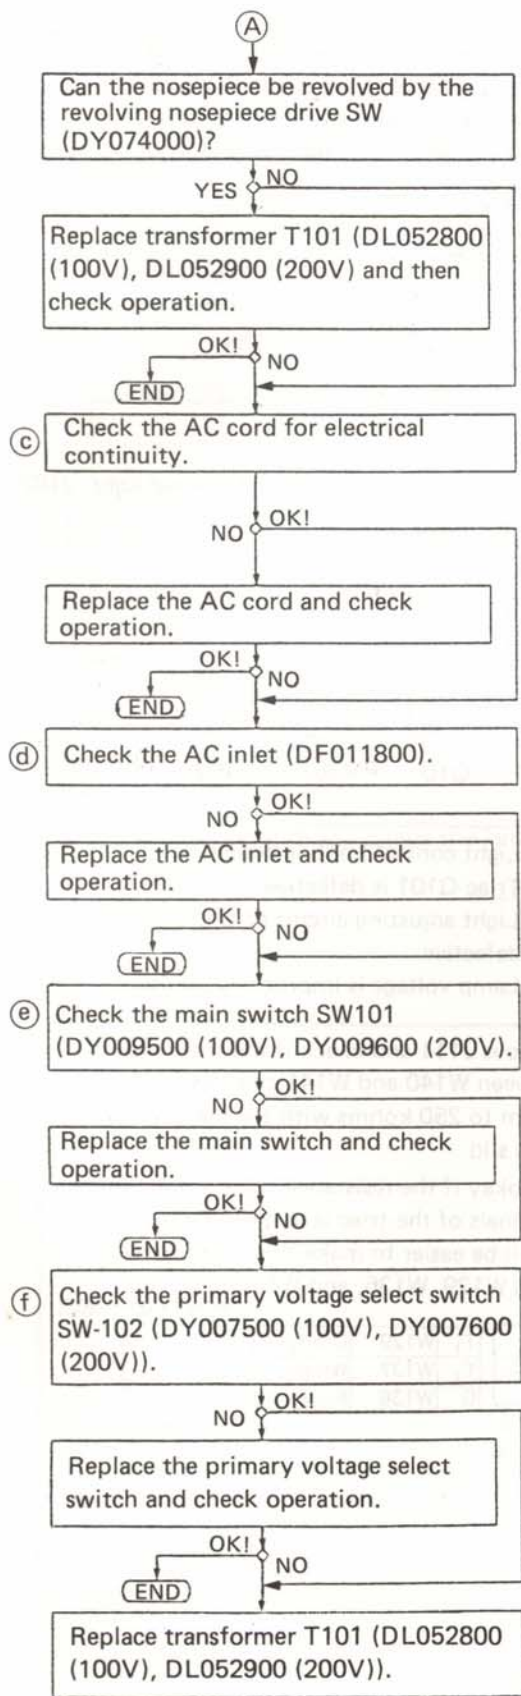 A
Can the nosepiece be revolved by the
revolving nosepiece drive SW
(DY074000)?
NO
YES
Replace transformer T101 (DL052800
(100V), DL052900 (200V) and then
check operation.
OK!
NO
END
c
Check the AC cord for electrical
continuity.
OK!
NO
Replace the AC cord and check
operation.
OK!
NO
END
d
Check the AC inlet (DF011800).
OK!
NO
Replace the AC inlet and check
operation.
OK!
NO
END
e
Check the main switch SW101
(DY009500 (100V), DY009600 (200V).
OK!
NO
Replace the main switch and check
operation.
OK!
NO
END
f
Check the primary voltage select switch
SW-102 (DY007500 (100V), DY007600
(200V)).
OK!
NO
Replace the primary voltage select
switch and check operation.
OK!
NO
END
Replace transformer T101 (DL052800
(100V), DL052900 (200V)).